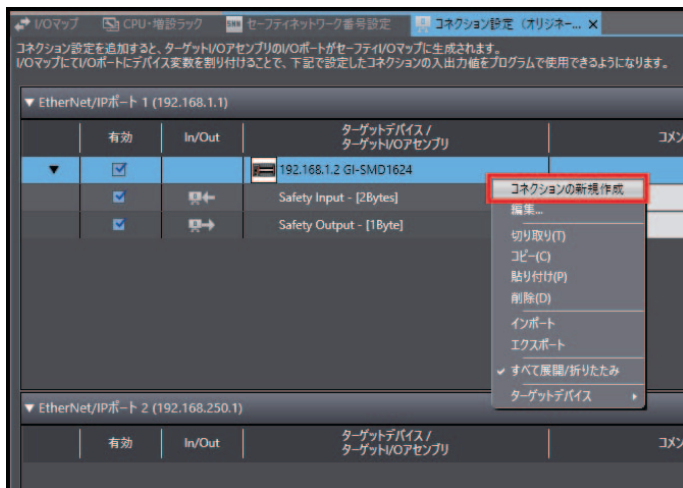 I/Oマップ CPU・増設ラック SNN セーフティネットワーク番号設定 コネクション設定（オリジネー... ×
コネクション設定を追加すると、ターゲットI/OアセンブリのI/OポートがセーフティI/Oマップに生成されます。
I/OマップにてI/Oポートにデバイス変数を割り付けることで、下記で設定したコネクションの入出力値をプログラムで使用できるようになります。
▼ EtherNet/IPポート 1 (192.168.1.1)
有効 In/Out ターゲットデバイス /
ターゲットI/Oアセンブリ コメン
▼ 192.168.1.2 GI-SMD1624
コネクションの新規作成
Safety Input - [2Bytes]
編集...
Safety Output - [1Byte]
切り取り(T)
コピー(C)
貼り付け(P)
削除(D)
インポート
エクスポート
すべて展開/折りたたみ
ターゲットデバイス
▼ EtherNet/IPポート 2 (192.168.250.1)
有効 In/Out ターゲットデバイス /
ターゲットI/Oアセンブリ コメン